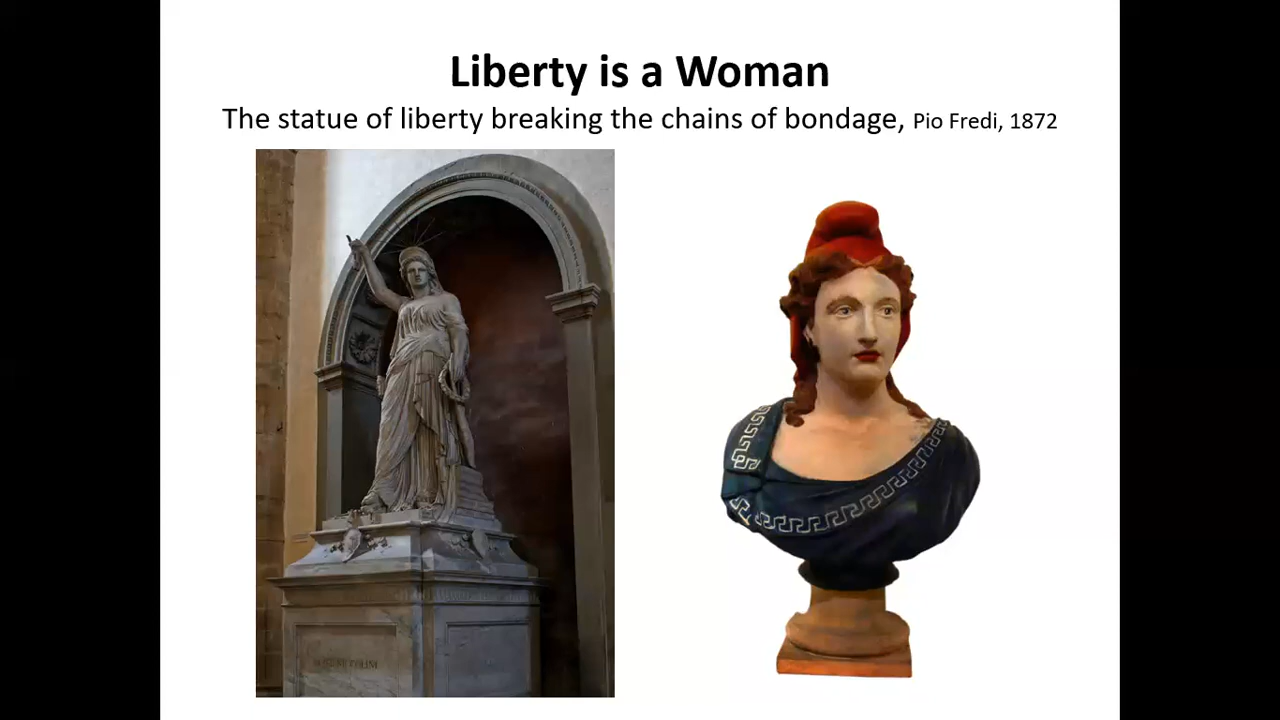 Liberty is a Woman
The statue of liberty breaking the chains of bondage, Pio Fredi, 1872